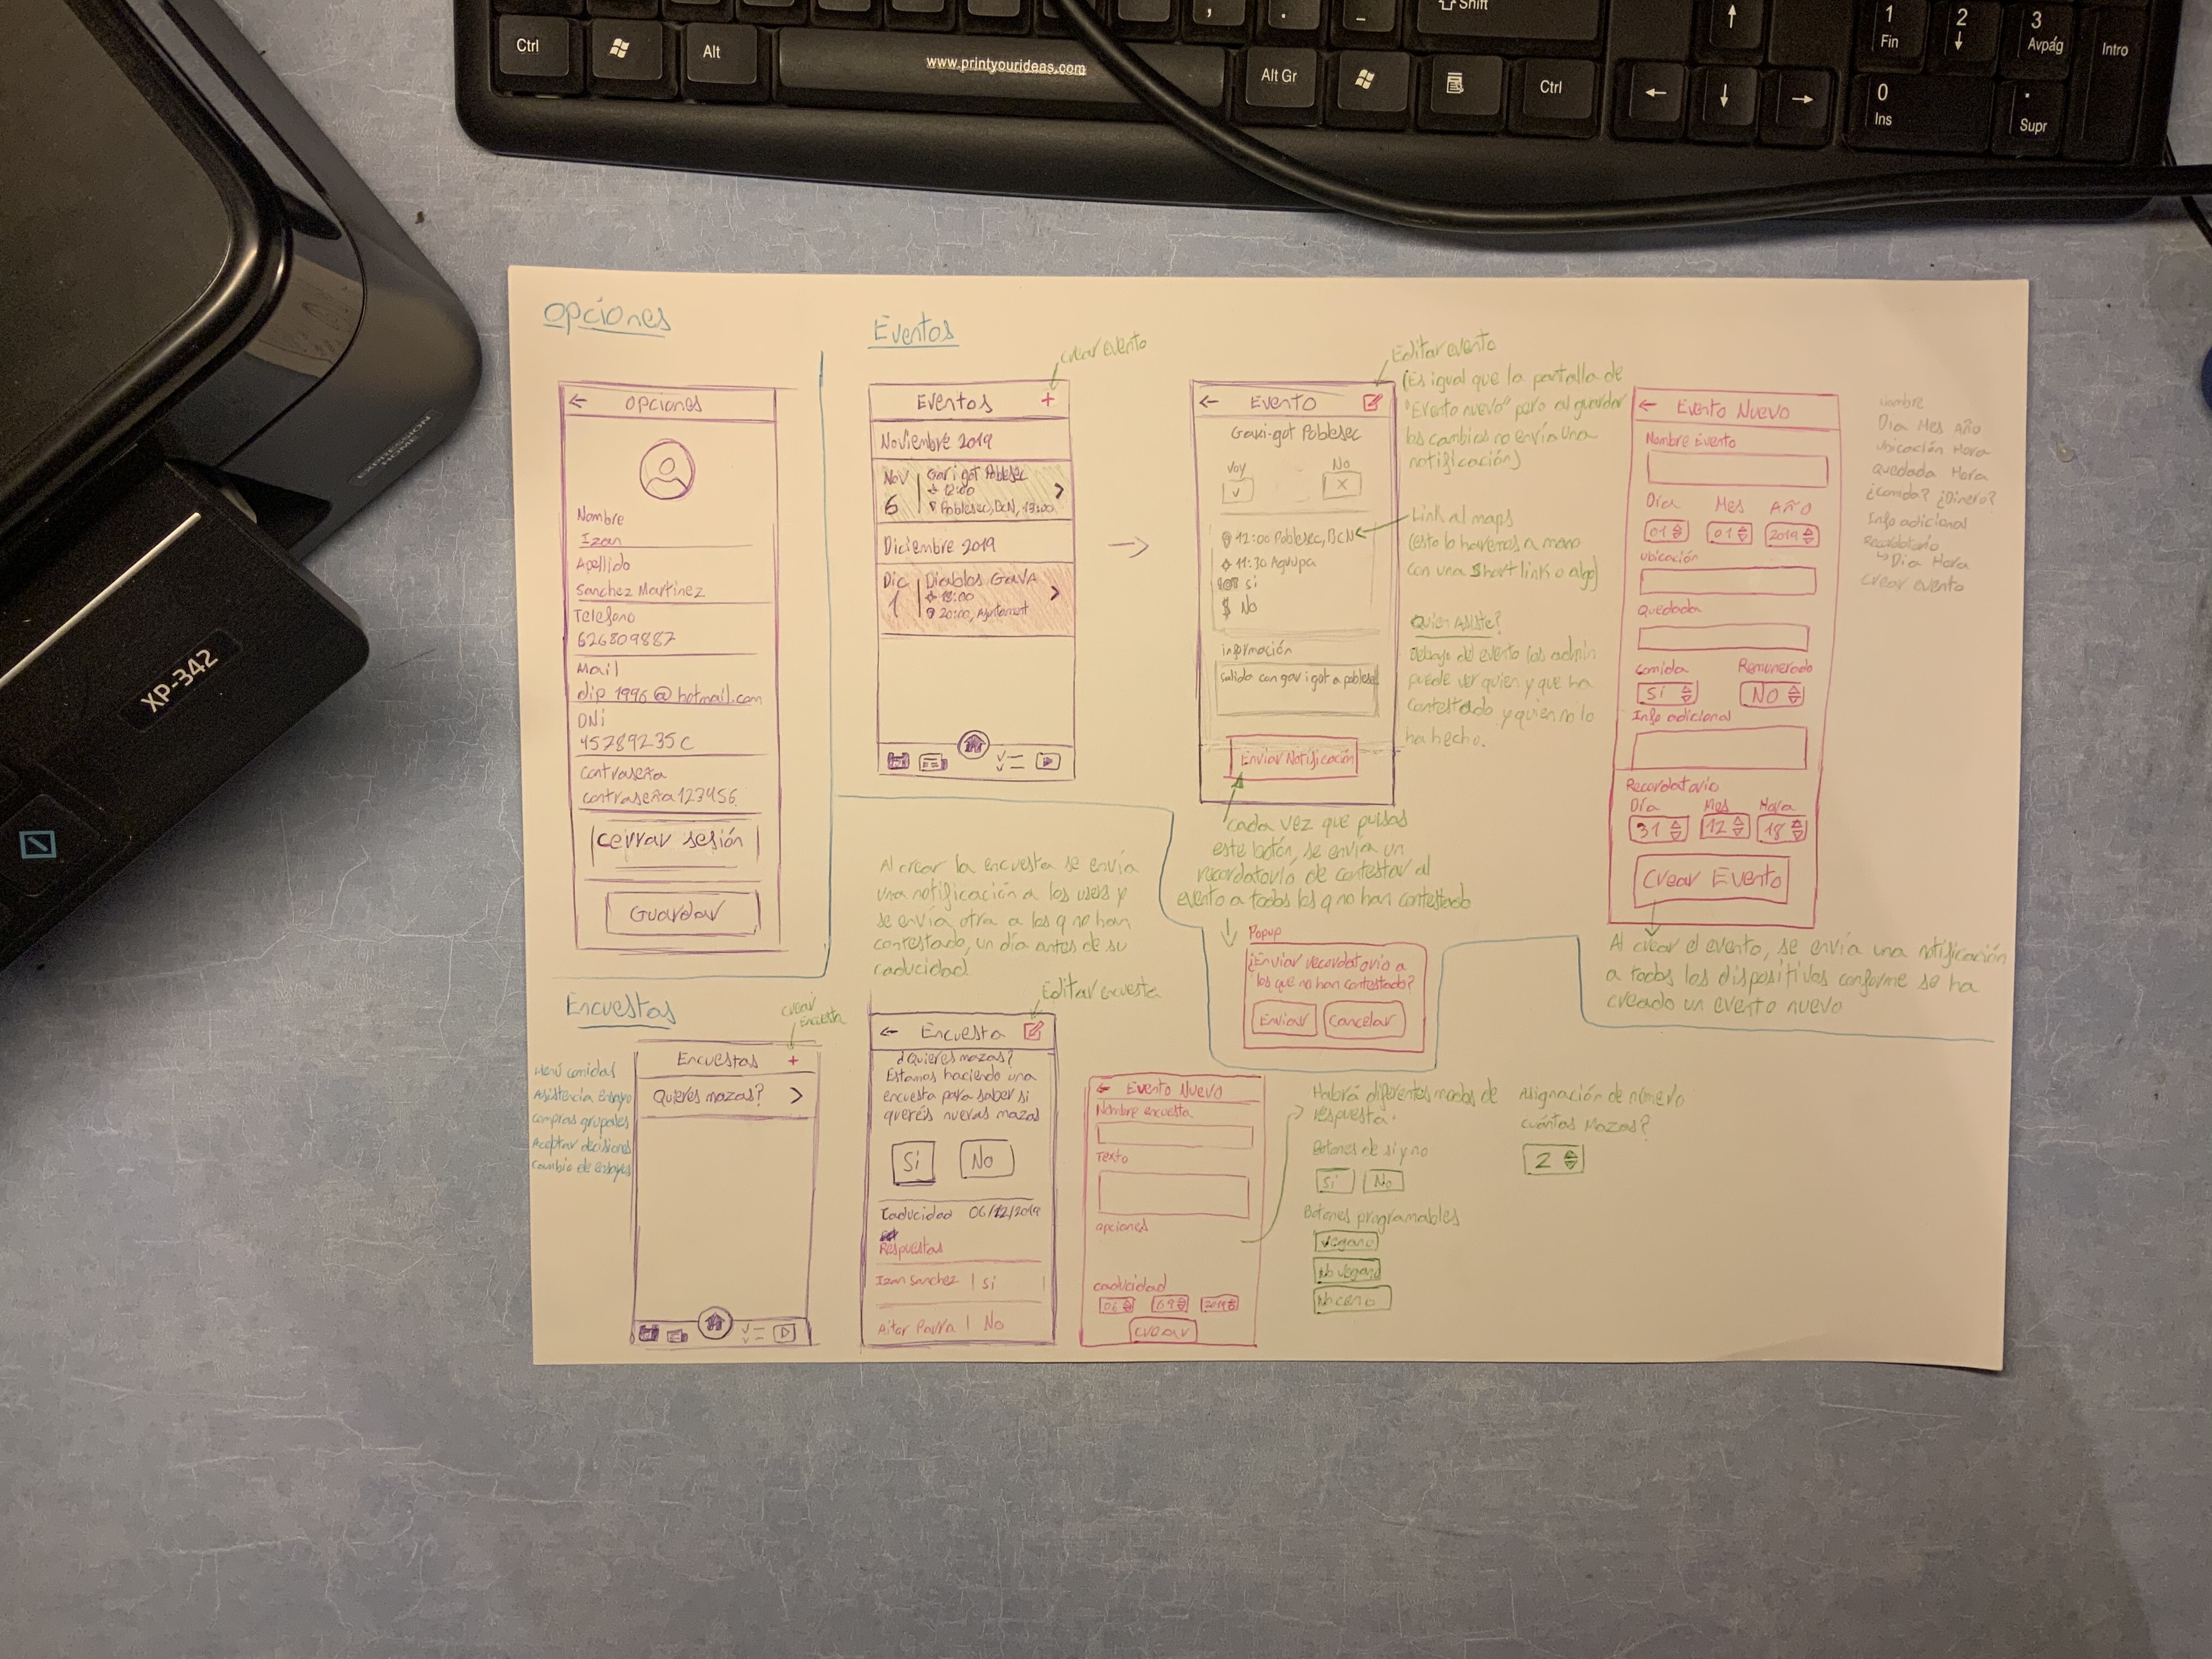 Shift
1
Fin
2
3
Avpág
Intro
Ctrl
Alt
www.printyourideas.com
Alt Gr
Ctrl
0
Ins
.
Supr
EXPRESSION
HOME
XP-342
Opciones
Opciones
Nombre
Izan
Apellido
Sanchez Martinez
Telefono
626809887
Mail
dip_1996@hotmail.com
DNi
45289235C
Contraseña
contraseña123456
Cerrar sesión
Guardar
Eventos
crear evento
Eventos +
Noviembre 2019
Nov
6
Gari got Poblesec
12:00
Poblesec, BCN, 13:00
Diciembre 2019
Dic
1
Diablos GAVA
18:00
20:00, Ajuntament
Editar evento
(Es igual que la pantalla de
"Evento nuevo" pero al guardar
los cambios no envía una
notificación)
Evento
Gari-got Poblesec
Voy
No
12:00 Poblesec, BCN
11:30 Agrupa
Si
$ No
información
Salida con gari got a poblesec
Enviar Notificación
Link al maps
(esto lo haremos a mano
con una short link o algo)
Quien Asiste?
Debajo del evento los admin
puede ver quien y que ha
contestado y quien no lo
ha hecho.
Cada vez que pulsas
este botón, se envía un
recordatorio de contestar al
evento a todos los q no han contestado
Popup
¿Enviar recordatorio a
los que no han contestado?
Enviar
Cancelar
Evento Nuevo
Nombre Evento
Día Mes Año
01 01 2019
Ubicación
Quedada
Comida Remunerado
Si No
Info adicional
Recordatorio
Día Mes Hora
31 12 18
Crear Evento
Al crear el evento, se envía una notificación
a todos los dispositivos conforme se ha
creado un evento nuevo
Nombre
Dia Mes Año
Ubicación Hora
Quedada Hora
¿Comida? ¿Dinero?
Info adicional
Recordatorio
Dia Hora
Crear evento
Encuestas
crear
encuesta
Menú comidas
Asistencia ensayo
Compras grupales
Aceptar decisiones
Cambio de ensayos
Encuestas +
Quieres mazas?
Al crear la encuesta se envía
una notificación a los users y
se envía otra a los q no han
contestado, un día antes de su
caducidad.
Editar encuesta
Encuesta
¿Quieres mazas?
Estamos haciendo una
encuesta para saber si
querés nuevas mazas
Si
No
Caducidad 06/12/2019
Respuestas
Izan Sanchez | Si
Aitor Parra | No
Evento Nuevo
Nombre encuesta
Texto
opciones
caducidad
06 09 2019
crear
Habrá diferentes modos de
respuesta.
Botones de si y no
Si
No
Botones programables
Vegano
No vegano
No ceno
Asignación de número
cuántas mazas?
2